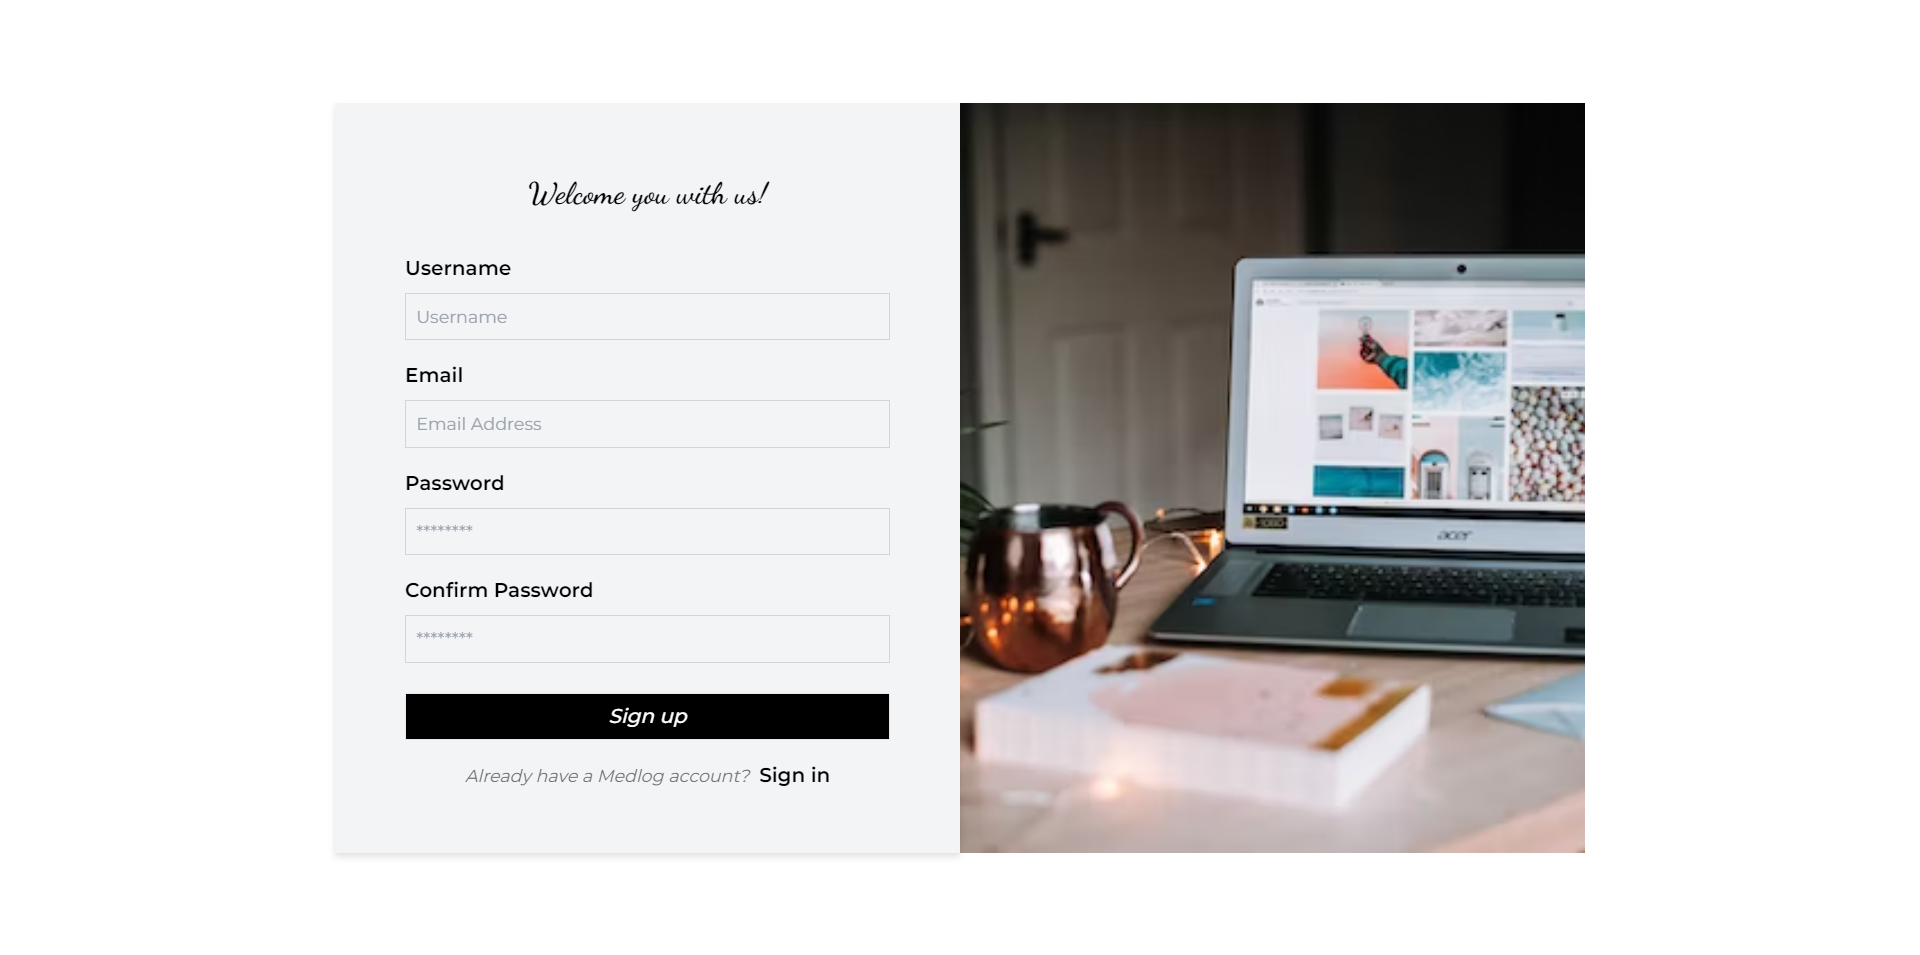 Welcome you with us!
Username
Username
Email
Email Address
Password
********
Confirm Password
********
Sign up
Already have a Medlog account? Sign in
acer